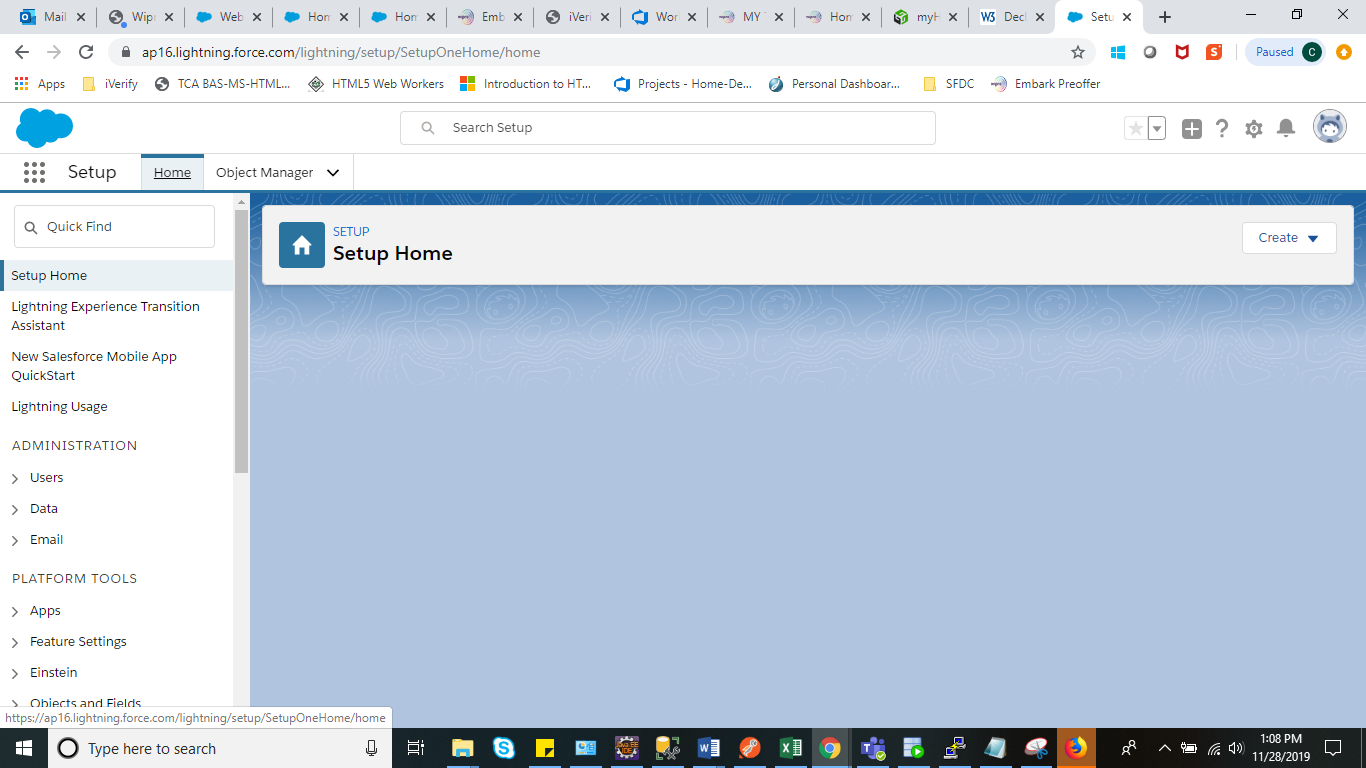 Mail
Wip
Web
Hon
Hon
Emb
iVeri
Wor
MY
Hon
myH
W3 Decl
Setu
ap16.lightning.force.com/lightning/setup/SetupOneHome/home
Paused C
Apps
iVerify
TCA BAS-MS-HTML...
HTML5 Web Workers
Introduction to HT...
Projects - Home-De...
Personal Dashboar...
SFDC
Embark Preoffer
Search Setup
Setup
Home
Object Manager
Quick Find
SETUP
Setup Home
Create
Setup Home
Lightning Experience Transition
Assistant
New Salesforce Mobile App
QuickStart
Lightning Usage
ADMINISTRATION
Users
Data
Email
PLATFORM TOOLS
Apps
Feature Settings
Einstein
Objects and Fields
https://ap16.lightning.force.com/lightning/setup/SetupOneHome/home
Type here to search
1:08 PM
11/28/2019